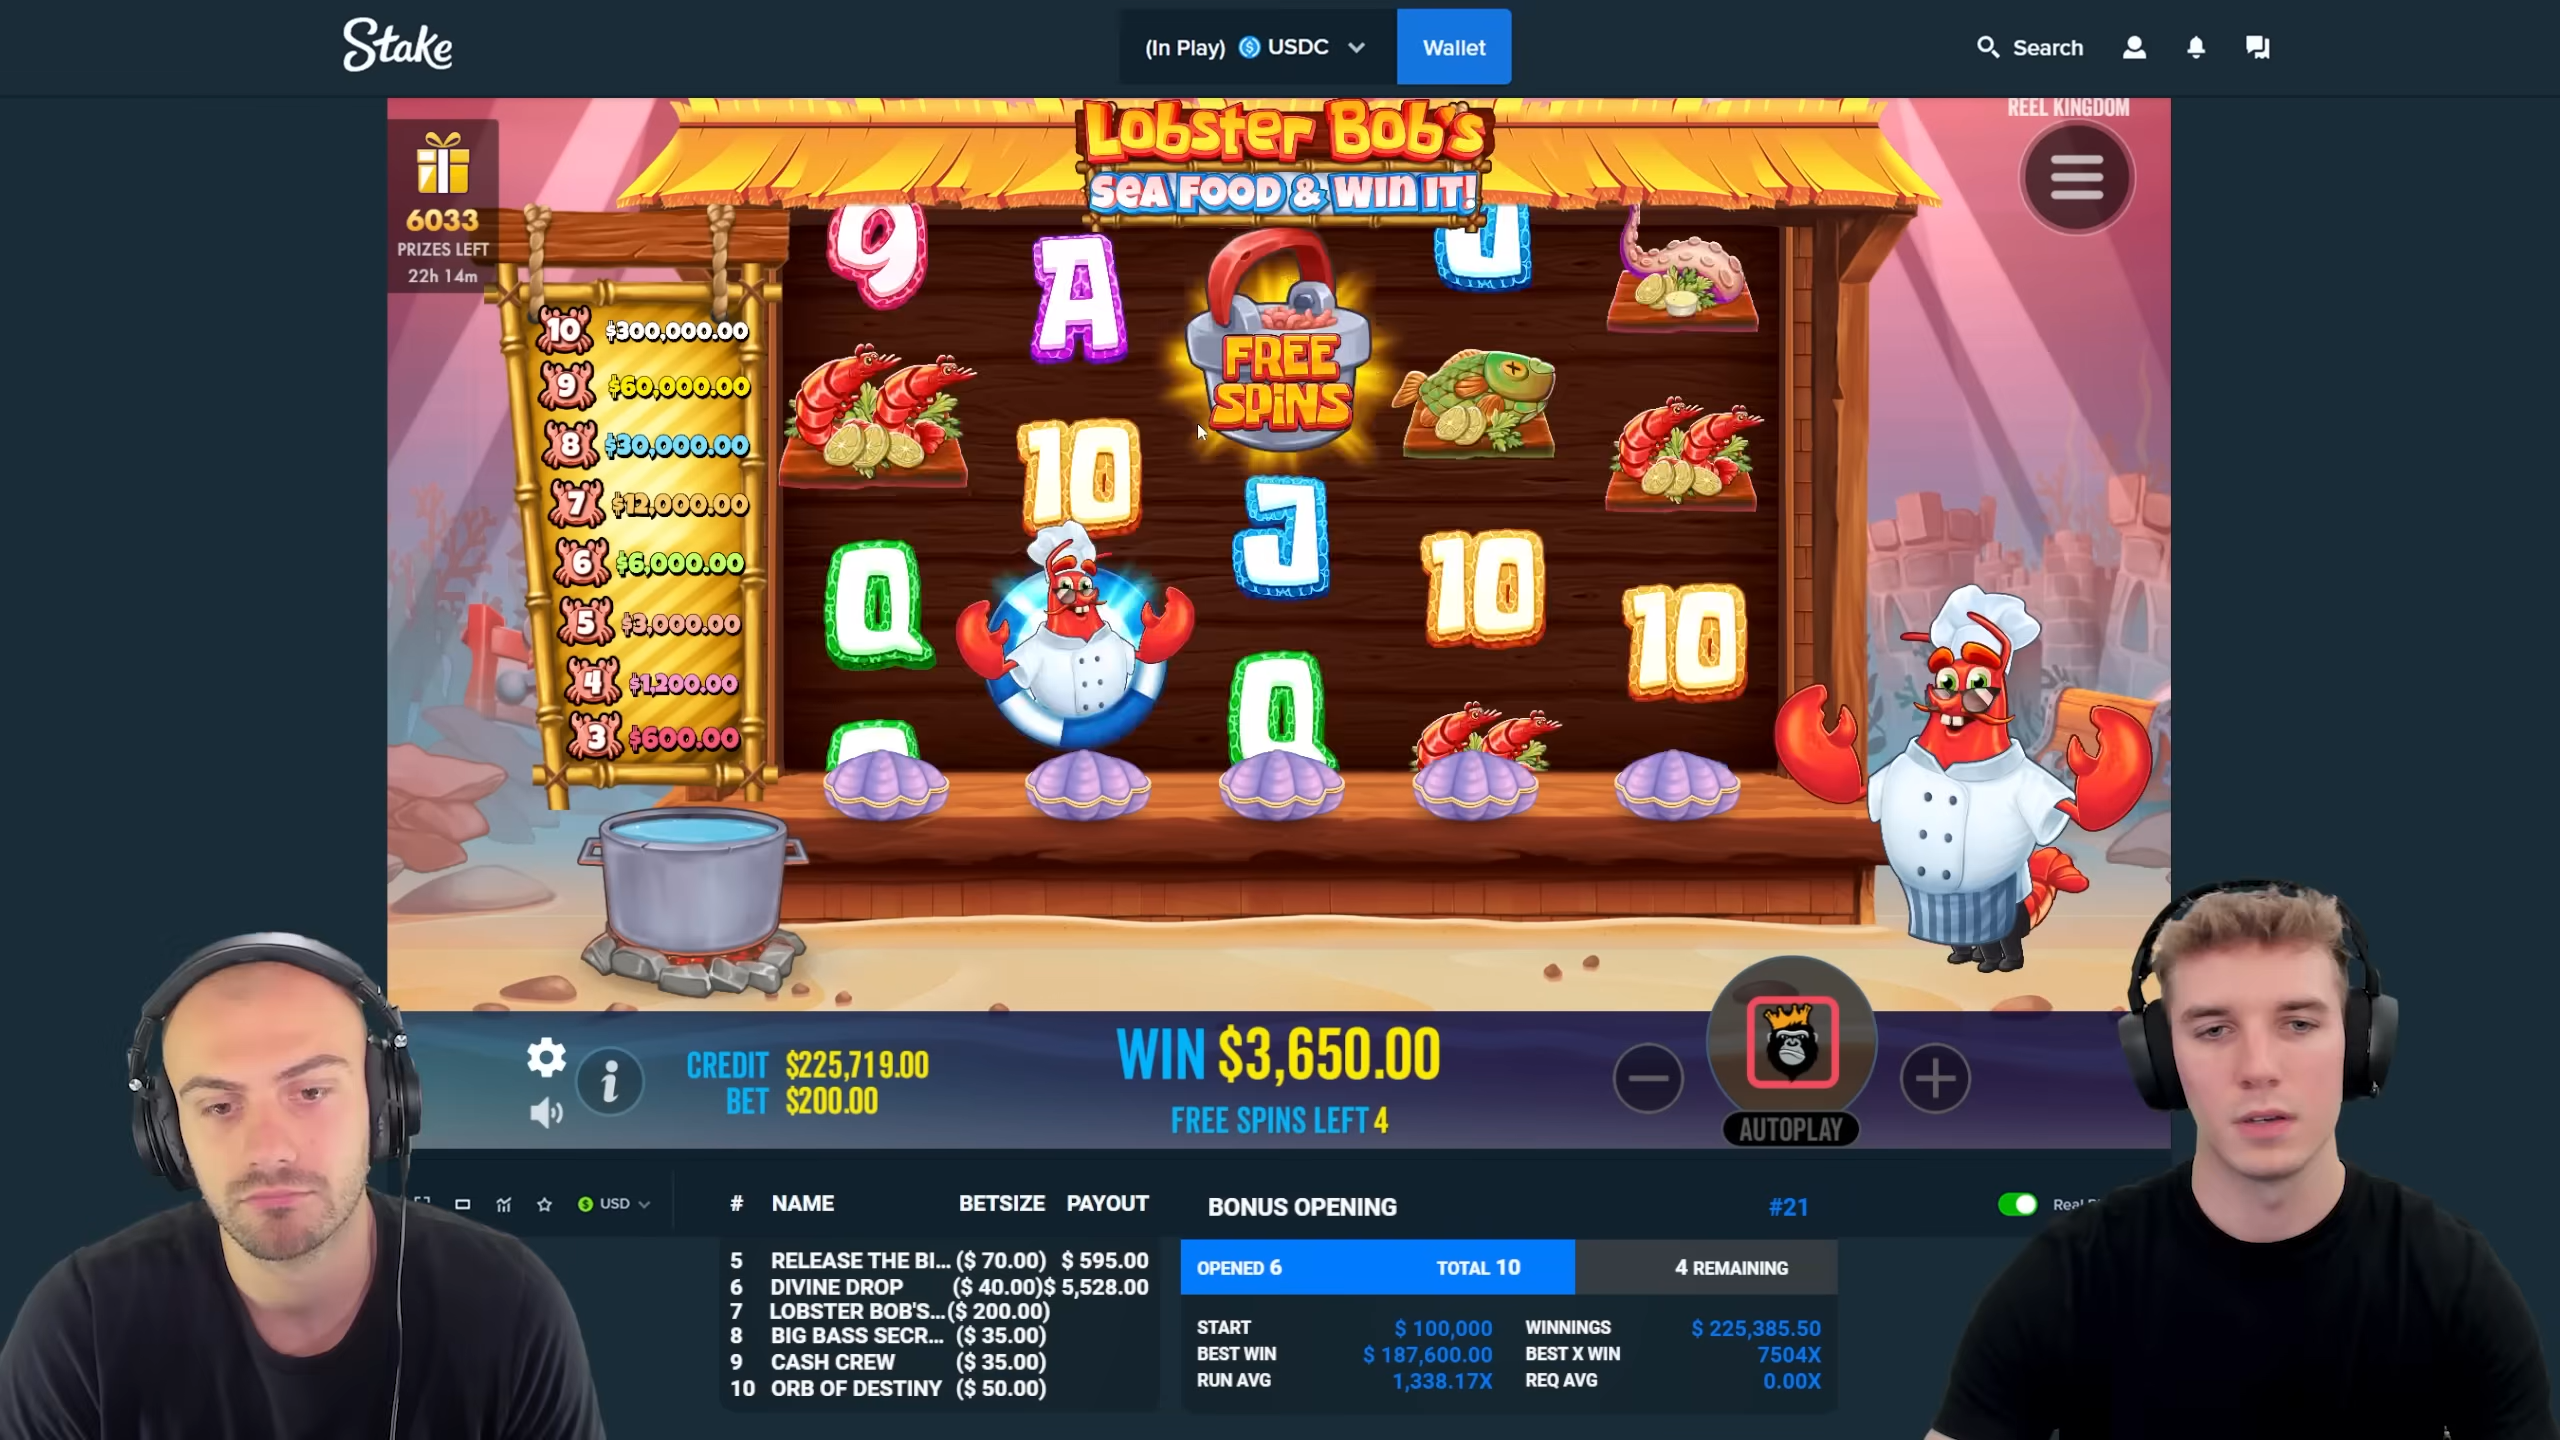 Stake
(In Play) USDC
Wallet
Search
REEL KINGDOM
LOBSTER BOB'S
SEA FOOD & WIN IT!
6033
PRIZES LEFT
22h 14m
10 $300,000.00
9 $60,000.00
8 $30,000.00
7 $12,000.00
6 $6,000.00
5 $3,000.00
4 $1,200.00
3 $600.00
9
A
J
FREE SPINS
10
J
Q
10
10
Q
CREDIT $225,719.00
BET $200.00
WIN $3,650.00
FREE SPINS LEFT 4
AUTOPLAY
USD
# NAME BETSIZE PAYOUT
5 RELEASE THE BI... ($ 70.00) $ 595.00
6 DIVINE DROP ($ 40.00) $ 5,528.00
7 LOBSTER BOB'S... ($ 200.00)
8 BIG BASS SECR... ($ 35.00)
9 CASH CREW ($ 35.00)
10 ORB OF DESTINY ($ 50.00)
BONUS OPENING #21
OPENED 6 TOTAL 10 4 REMAINING
START $ 100,000 WINNINGS $ 225,385.50
BEST WIN $ 187,600.00 BEST X WIN 7504X
RUN AVG 1,338.17X REQ AVG 0.00X
Real